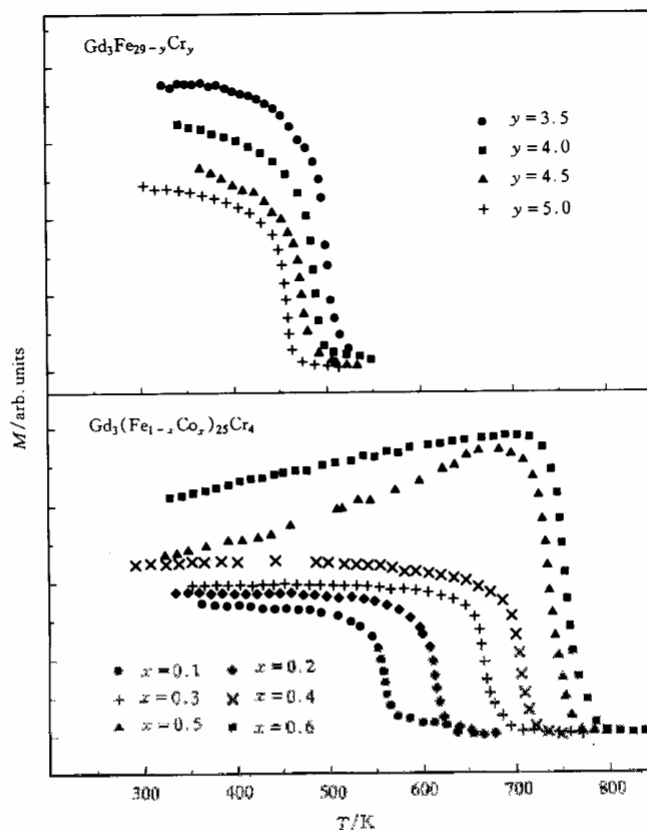 Gd₃Fe₂₉₋yCry
● y=3.5
■ y=4.0
▲ y=4.5
+ y=5.0
M/arb. units
Gd₃(Fe₁₋ₓCoₓ)₂₅Cr₄
● x=0.1 ◆ x=0.2
+ x=0.3 × x=0.4
▲ x=0.5 ■ x=0.6
300 400 500 600 700 800
T/K